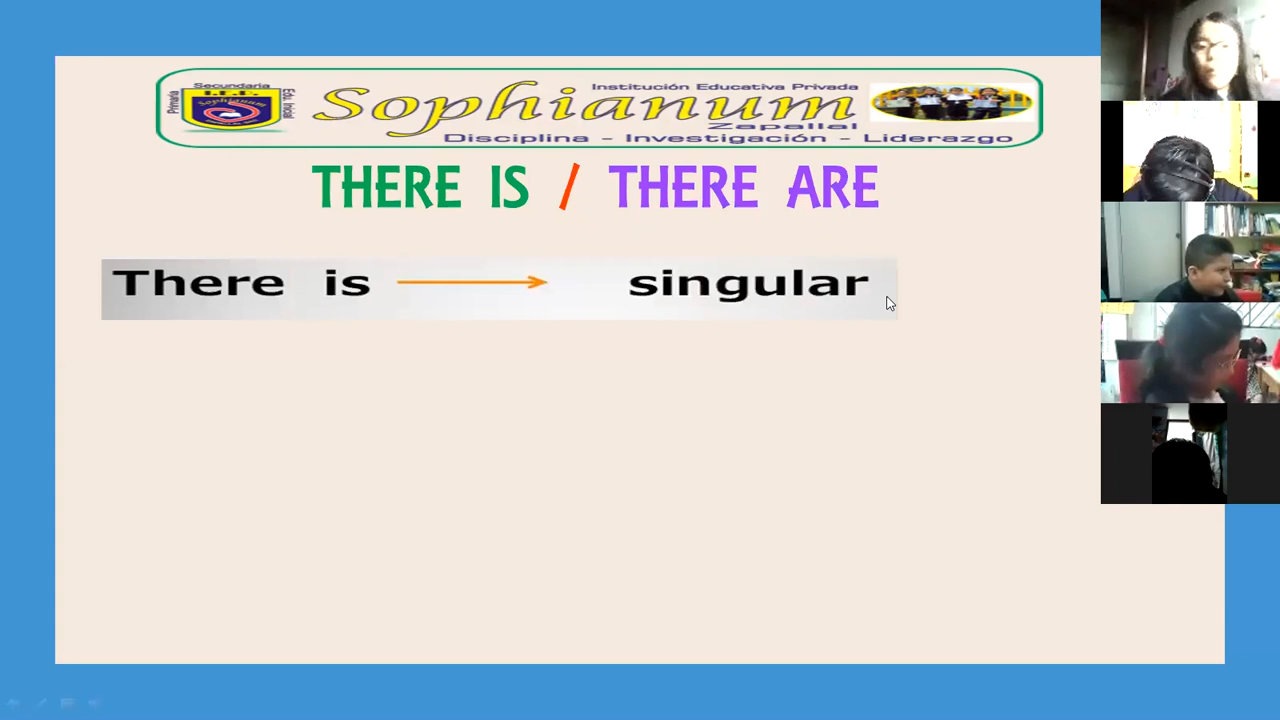 Secundaria
Primaria
I.E.P.
Edu. Inicial
Sophianum
Institución Educativa Privada
Sophianum
Zapallal
Disciplina - Investigación - Liderazgo
THERE IS / THERE ARE
There is singular